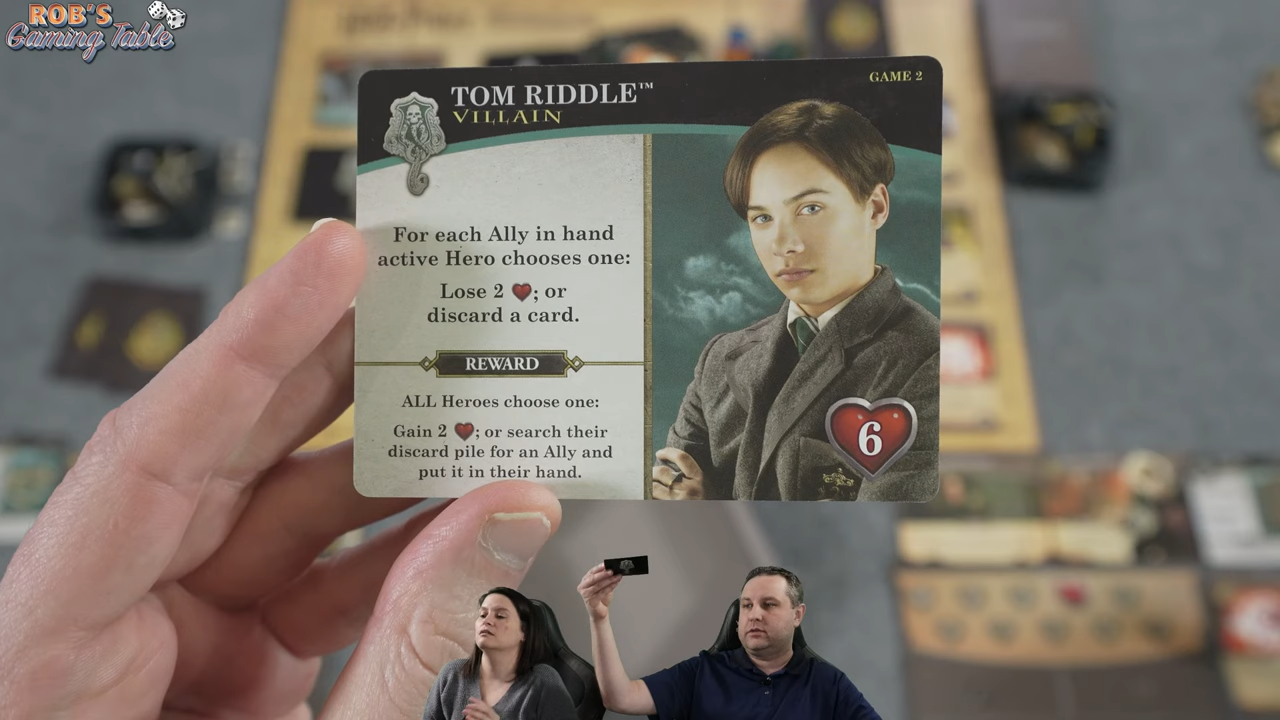 ROB'S
Gaming Table
GAME 2
TOM RIDDLE™
VILLAIN
For each Ally in hand
active Hero chooses one:
Lose 2 ; or
discard a card.
REWARD
ALL Heroes choose one:
Gain 2 ; or search their
discard pile for an Ally and
put it in their hand.
6